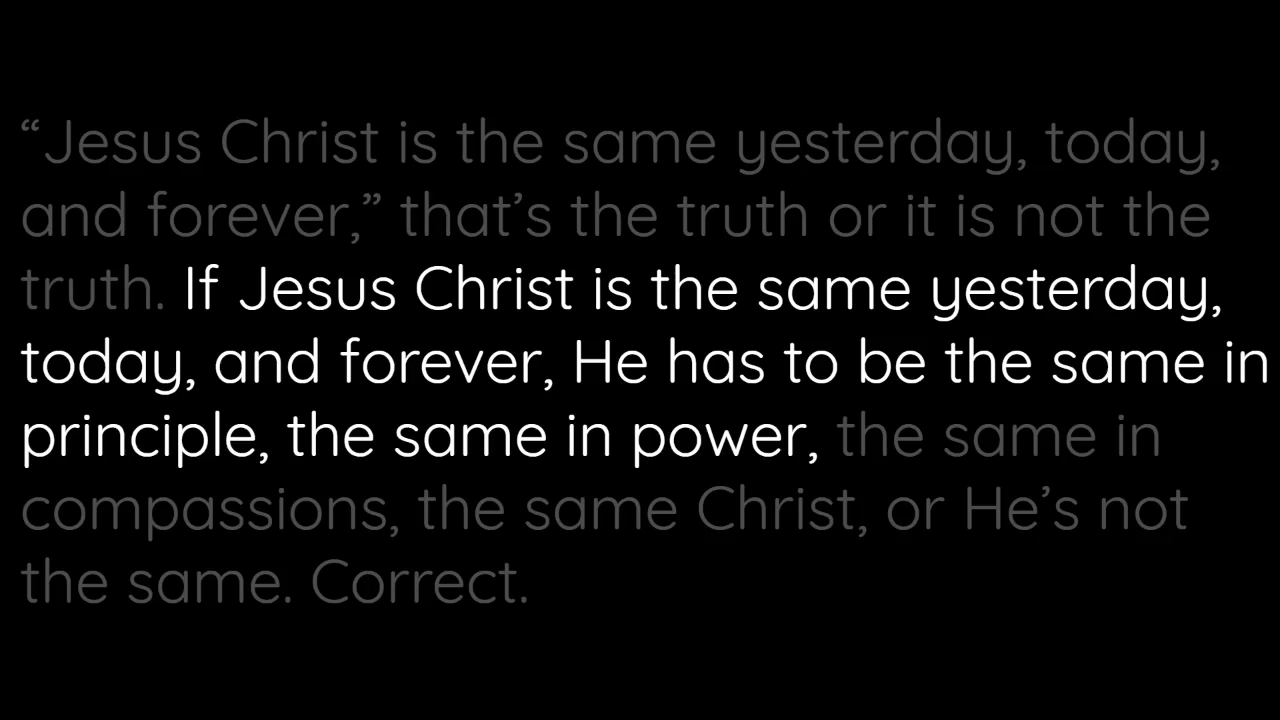 “Jesus Christ is the same yesterday, today,
and forever,” that’s the truth or it is not the
truth. If Jesus Christ is the same yesterday,
today, and forever, He has to be the same in
principle, the same in power, the same in
compassions, the same Christ, or He’s not
the same. Correct.